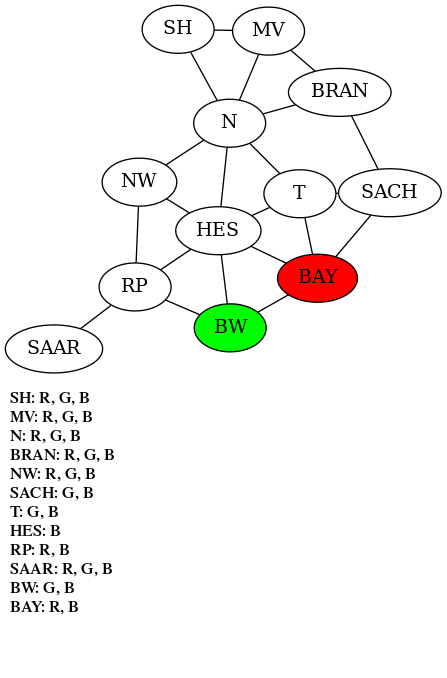 SH
MV
BRAN
N
NW
T
SACH
HES
BAY
RP
BW
SAAR
SH: R, G, B
MV: R, G, B
N: R, G, B
BRAN: R, G, B
NW: R, G, B
SACH: G, B
T: G, B
HES: B
RP: R, B
SAAR: R, G, B
BW: G, B
BAY: R, B